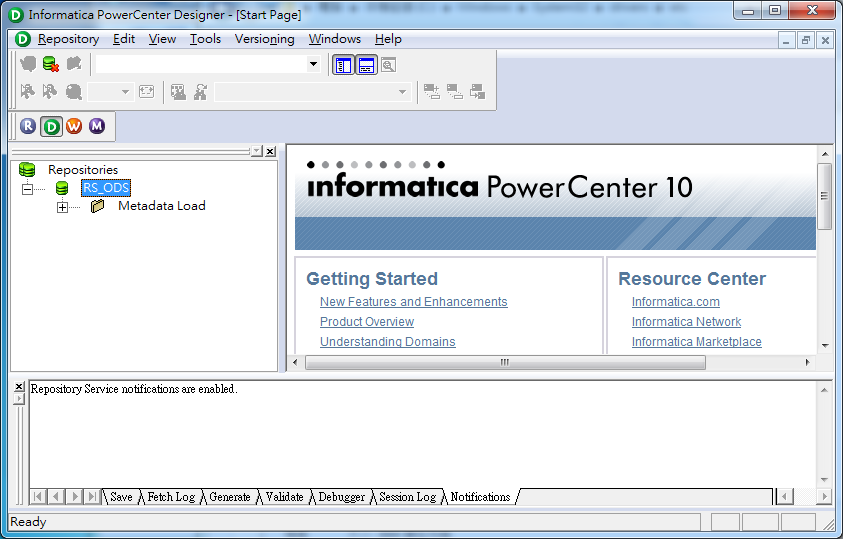 Informatica PowerCenter Designer - [Start Page]
Repository Edit View Tools Versioning Windows Help
R D W M
Repositories
RS_ODS
Metadata Load
informatica PowerCenter 10
Getting Started
New Features and Enhancements
Product Overview
Understanding Domains
Resource Center
Informatica.com
Informatica Network
Informatica Marketplace
Repository Service notifications are enabled.
Save Fetch Log Generate Validate Debugger Session Log Notifications
Ready